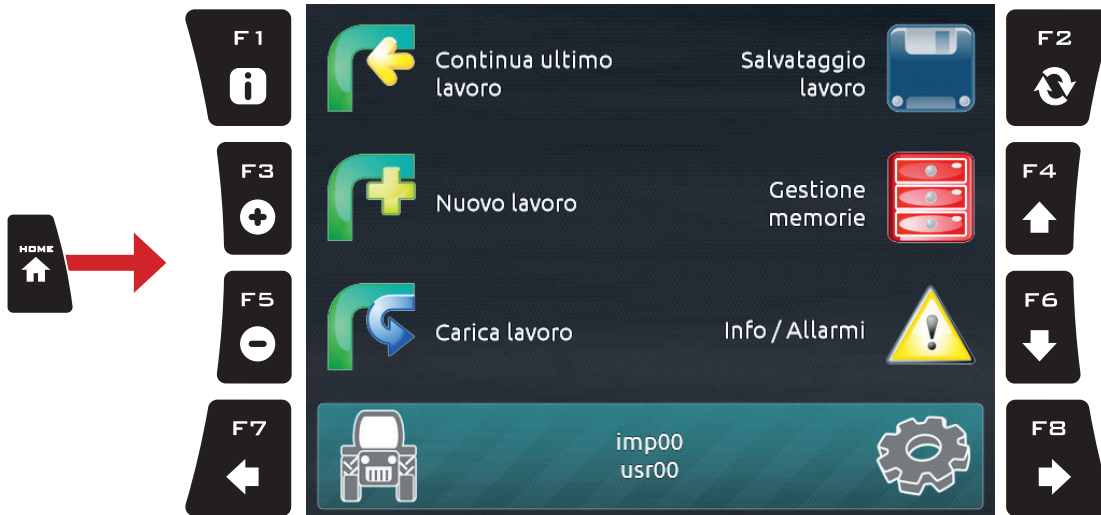 F1
Continua ultimo
lavoro
Salvataggio
lavoro
F2
F3
Nuovo lavoro
Gestione
memorie
F4
HOME
F5
Carica lavoro
Info / Allarmi
F6
F7
imp00
usr00
F8